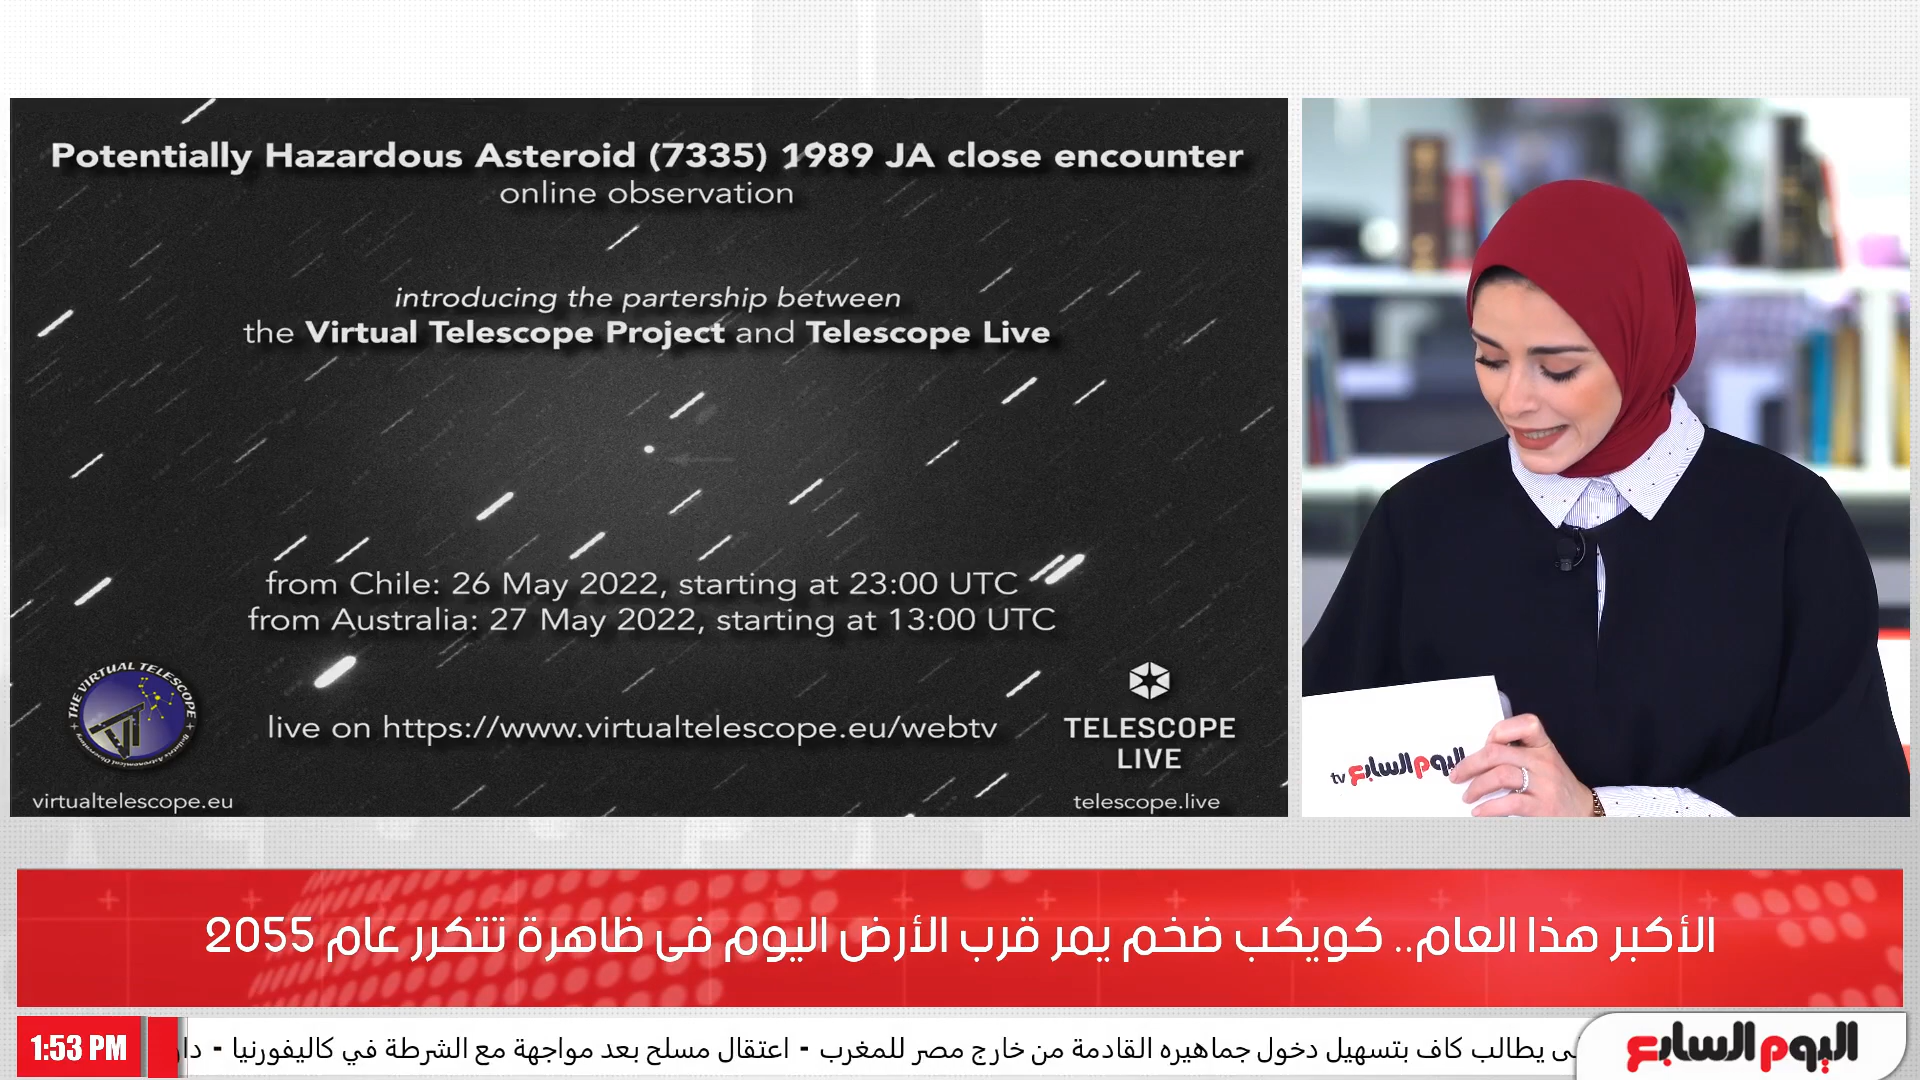 Potentially Hazardous Asteroid (7335) 1989 JA close encounter
online observation
introducing the partership between
the Virtual Telescope Project and Telescope Live
from Chile: 26 May 2022, starting at 23:00 UTC
from Australia: 27 May 2022, starting at 13:00 UTC
THE VIRTUAL TELESCOPE
live on https://www.virtualtelescope.eu/webtv
TELESCOPE
LIVE
virtualtelescope.eu
telescope.live
اليوم السابع tv
الأكبر هذا العام.. كويكب ضخم يمر قرب الأرض اليوم فى ظاهرة تتكرر عام 2055
1:53 PM
يطالب كاف بتسهيل دخول جماهيره القادمة من خارج مصر للمغرب - اعتقال مسلح بعد مواجهة مع الشرطة في كاليفورنيا -
اليوم السابع